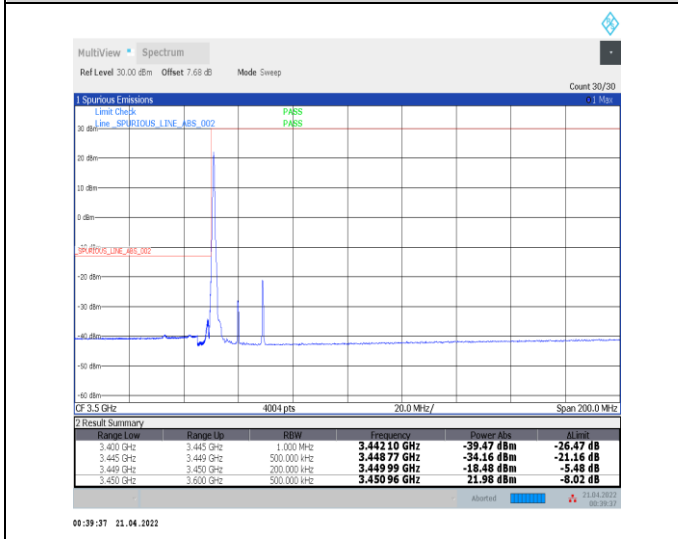 MultiView Spectrum
Ref Level 30.00 dBm Offset 7.68 dB Mode Sweep
Count 30/30
1 Spurious Emissions 1 Max
Limit Check PASS
Line _SPURIOUS_LINE_ABS_002 PASS
30 dBm
20 dBm
10 dBm
0 dBm
_SPURIOUS_LINE_ABS_002
-20 dBm
-30 dBm
-40 dBm
-50 dBm
-60 dBm
CF 3.5 GHz 4004 pts 20.0 MHz/ Span 200.0 MHz
2 Result Summary
Range Low Range Up RBW Frequency Power Abs ΔLimit
3.400 GHz 3.445 GHz 1.000 MHz 3.442 10 GHz -39.47 dBm -26.47 dB
3.445 GHz 3.449 GHz 500.000 kHz 3.448 77 GHz -34.16 dBm -21.16 dB
3.449 GHz 3.450 GHz 200.000 kHz 3.449 99 GHz -18.48 dBm -5.48 dB
3.450 GHz 3.600 GHz 500.000 kHz 3.450 96 GHz 21.98 dBm -8.02 dB
Aborted 21.04.2022
00:39:37
00:39:37 21.04.2022